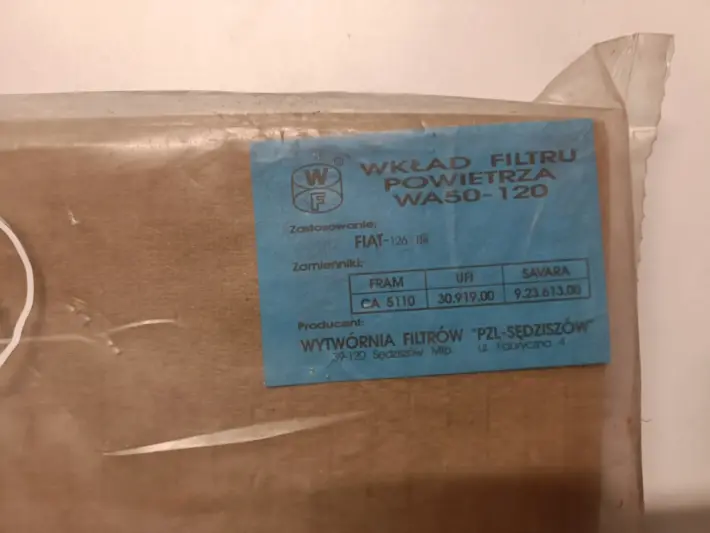 W
F
WKŁAD FILTRU
POWIETRZA
WA50-120
Zastosowanie:
FIAT-126
Zamienniki:
FRAM UFI SAVARA
CA 5110 30.919.00 9.23.613.00
Producent:
WYTWÓRNIA FILTRÓW "PZL-SĘDZISZÓW"
39-120 Sędziszów Młp. ul. Fabryczna 4